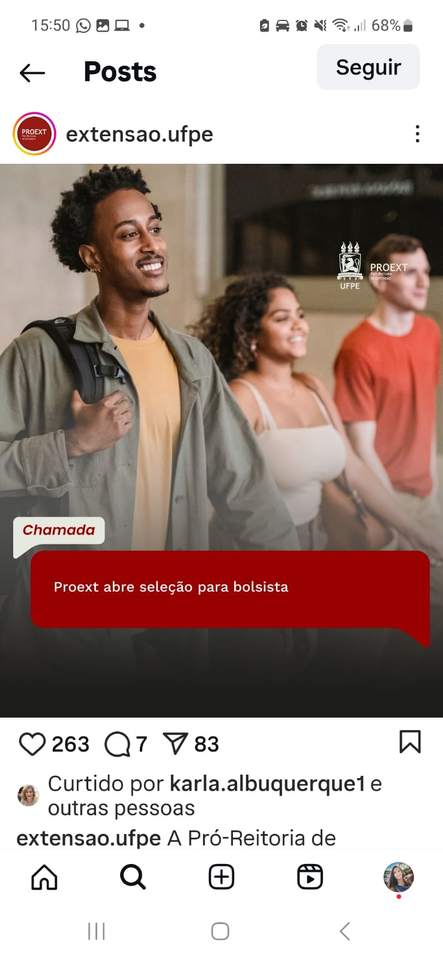 15:50 68%
Posts
Seguir
PROEXT
extensao.ufpe
PROEXT
UFPE
Chamada
Proext abre seleção para bolsista
263 7 83
Curtido por karla.albuquerque1 e
outras pessoas
extensao.ufpe A Pró-Reitoria de